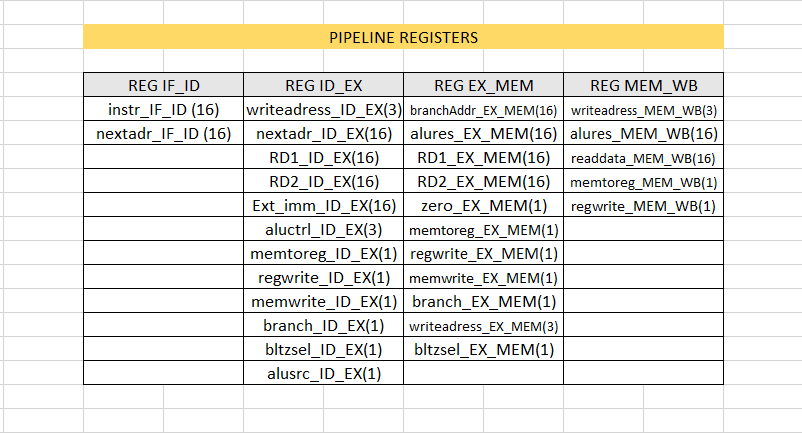 PIPELINE REGISTERS
REG IF_ID REG ID_EX REG EX_MEM REG MEM_WB
instr_IF_ID (16) writeadress_ID_EX(3) branchAddr_EX_MEM(16) writeadress_MEM_WB(3)
nextadr_IF_ID (16) nextadr_ID_EX(16) alures_EX_MEM(16) alures_MEM_WB(16)
RD1_ID_EX(16) RD1_EX_MEM(16) readdata_MEM_WB(16)
RD2_ID_EX(16) RD2_EX_MEM(16) memtoreg_MEM_WB(1)
Ext_imm_ID_EX(16) zero_EX_MEM(1) regwrite_MEM_WB(1)
aluctrl_ID_EX(3) memtoreg_EX_MEM(1)
memtoreg_ID_EX(1) regwrite_EX_MEM(1)
regwrite_ID_EX(1) memwrite_EX_MEM(1)
memwrite_ID_EX(1) branch_EX_MEM(1)
branch_ID_EX(1) writeadress_EX_MEM(3)
bltzsel_ID_EX(1) bltzsel_EX_MEM(1)
alusrc_ID_EX(1)